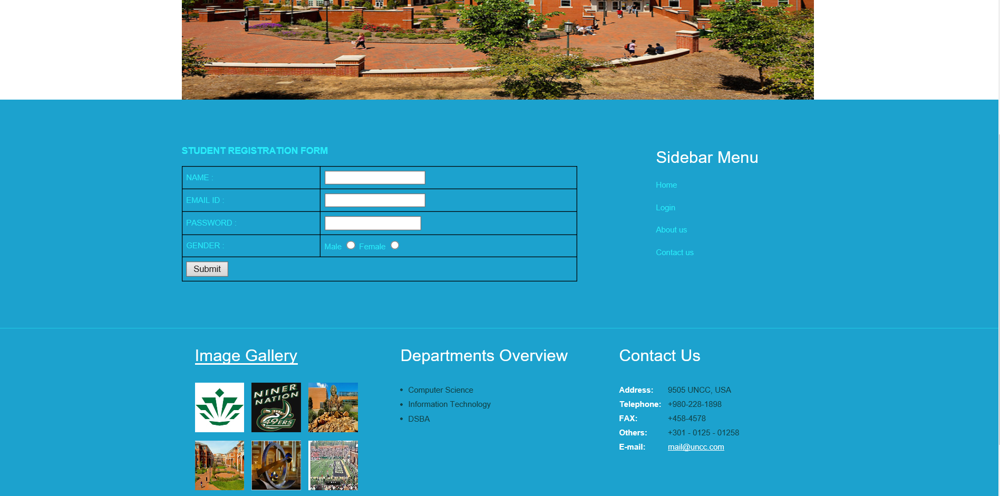 STUDENT REGISTRATION FORM
NAME :
EMAIL ID :
PASSWORD :
GENDER :
Male Female
Submit
Sidebar Menu
Home
Login
About us
Contact us
Image Gallery
NINER
NATION
49ERS
Departments Overview
Computer Science
Information Technology
DSBA
Contact Us
Address: 9505 UNCC, USA
Telephone: +980-228-1898
FAX: +458-4578
Others: +301 - 0125 - 01258
E-mail: mail@uncc.com